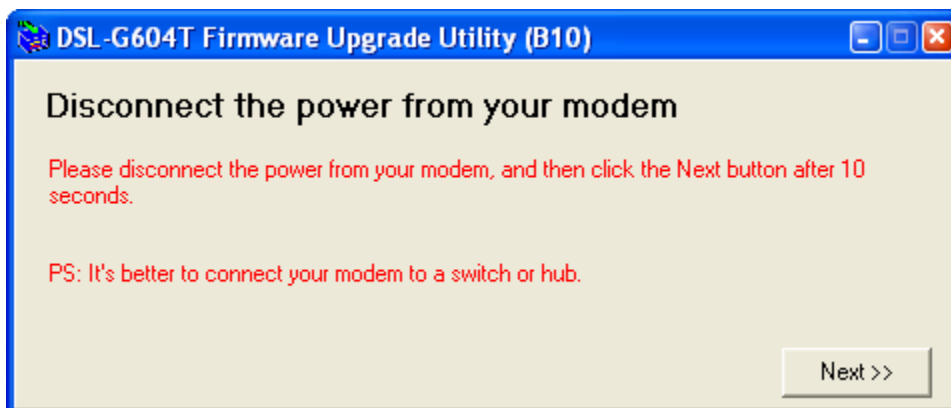 DSL-G604T Firmware Upgrade Utility (B10)
Disconnect the power from your modem
Please disconnect the power from your modem, and then click the Next button after 10
seconds.
PS: It's better to connect your modem to a switch or hub.
Next >>